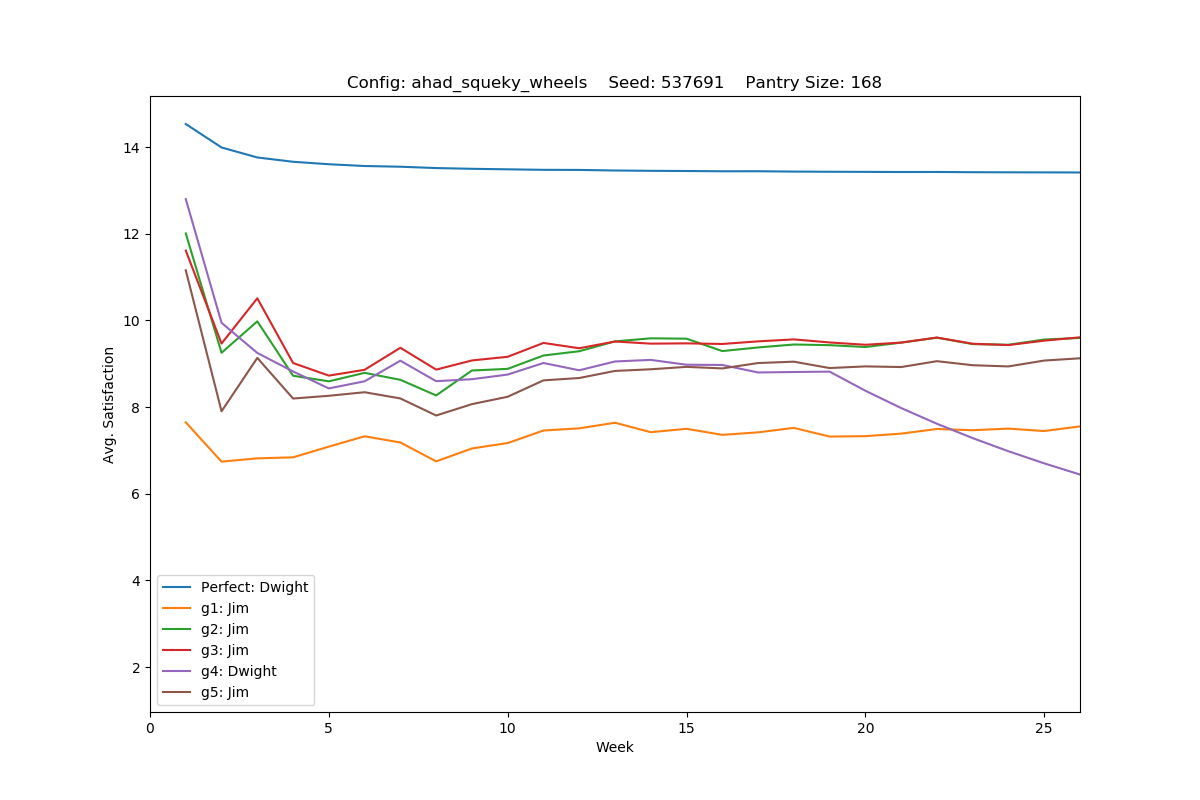 Config: ahad_squeky_wheels    Seed: 537691    Pantry Size: 168
14
12
10
8
6
4
2
Avg. Satisfaction
Perfect: Dwight
g1: Jim
g2: Jim
g3: Jim
g4: Dwight
g5: Jim
0 5 10 15 20 25
Week